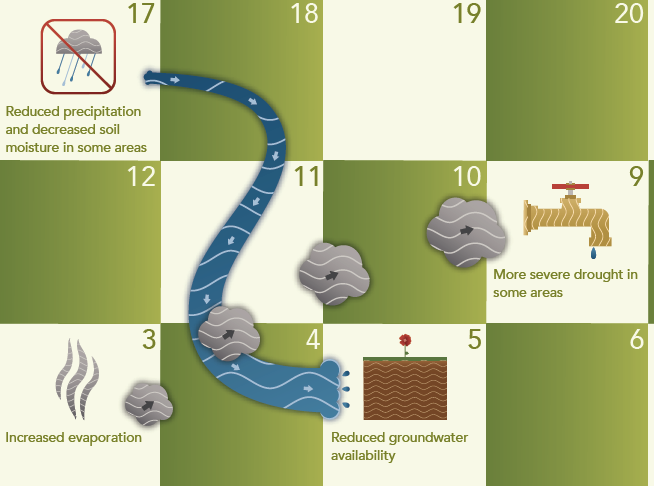 17
18
19
20
Reduced precipitation
and decreased soil
moisture in some areas
12
11
10
9
More severe drought in
some areas
3
4
5
6
Increased evaporation
Reduced groundwater
availability